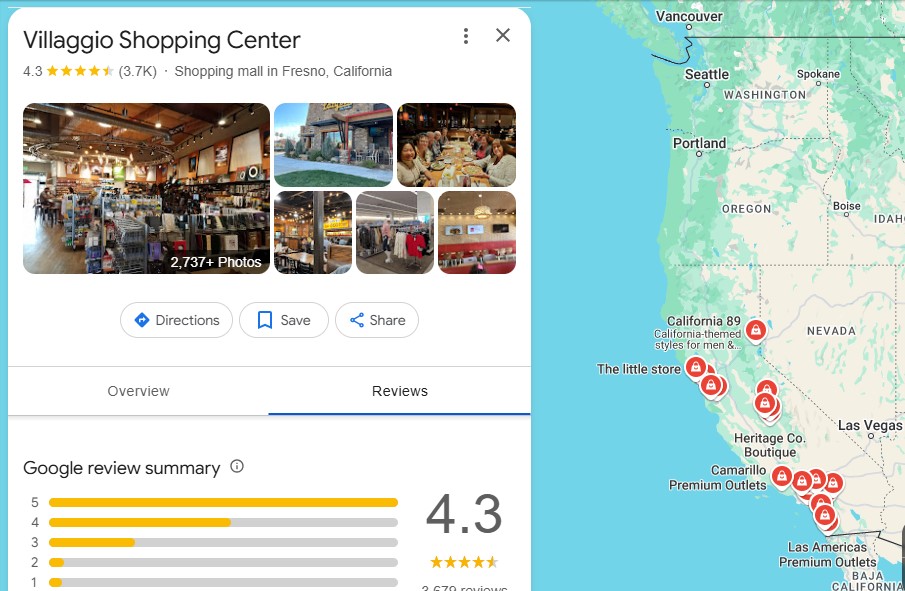 Villaggio Shopping Center
4.3 (3.7K) · Shopping mall in Fresno, California
2,737+ Photos
Directions
Save
Share
Overview
Reviews
Google review summary
5
4
3
2
1
4.3
3,679 reviews
Vancouver
Seattle
Spokane
WASHINGTON
Portland
OREGON
Boise
IDAH
California 89
California-themed
styles for men &...
NEVADA
The little store
Las Vegas
Heritage Co.
Boutique
Camarillo
Premium Outlets
Las Americas
Premium Outlets
BAJA
CALIFORNIA